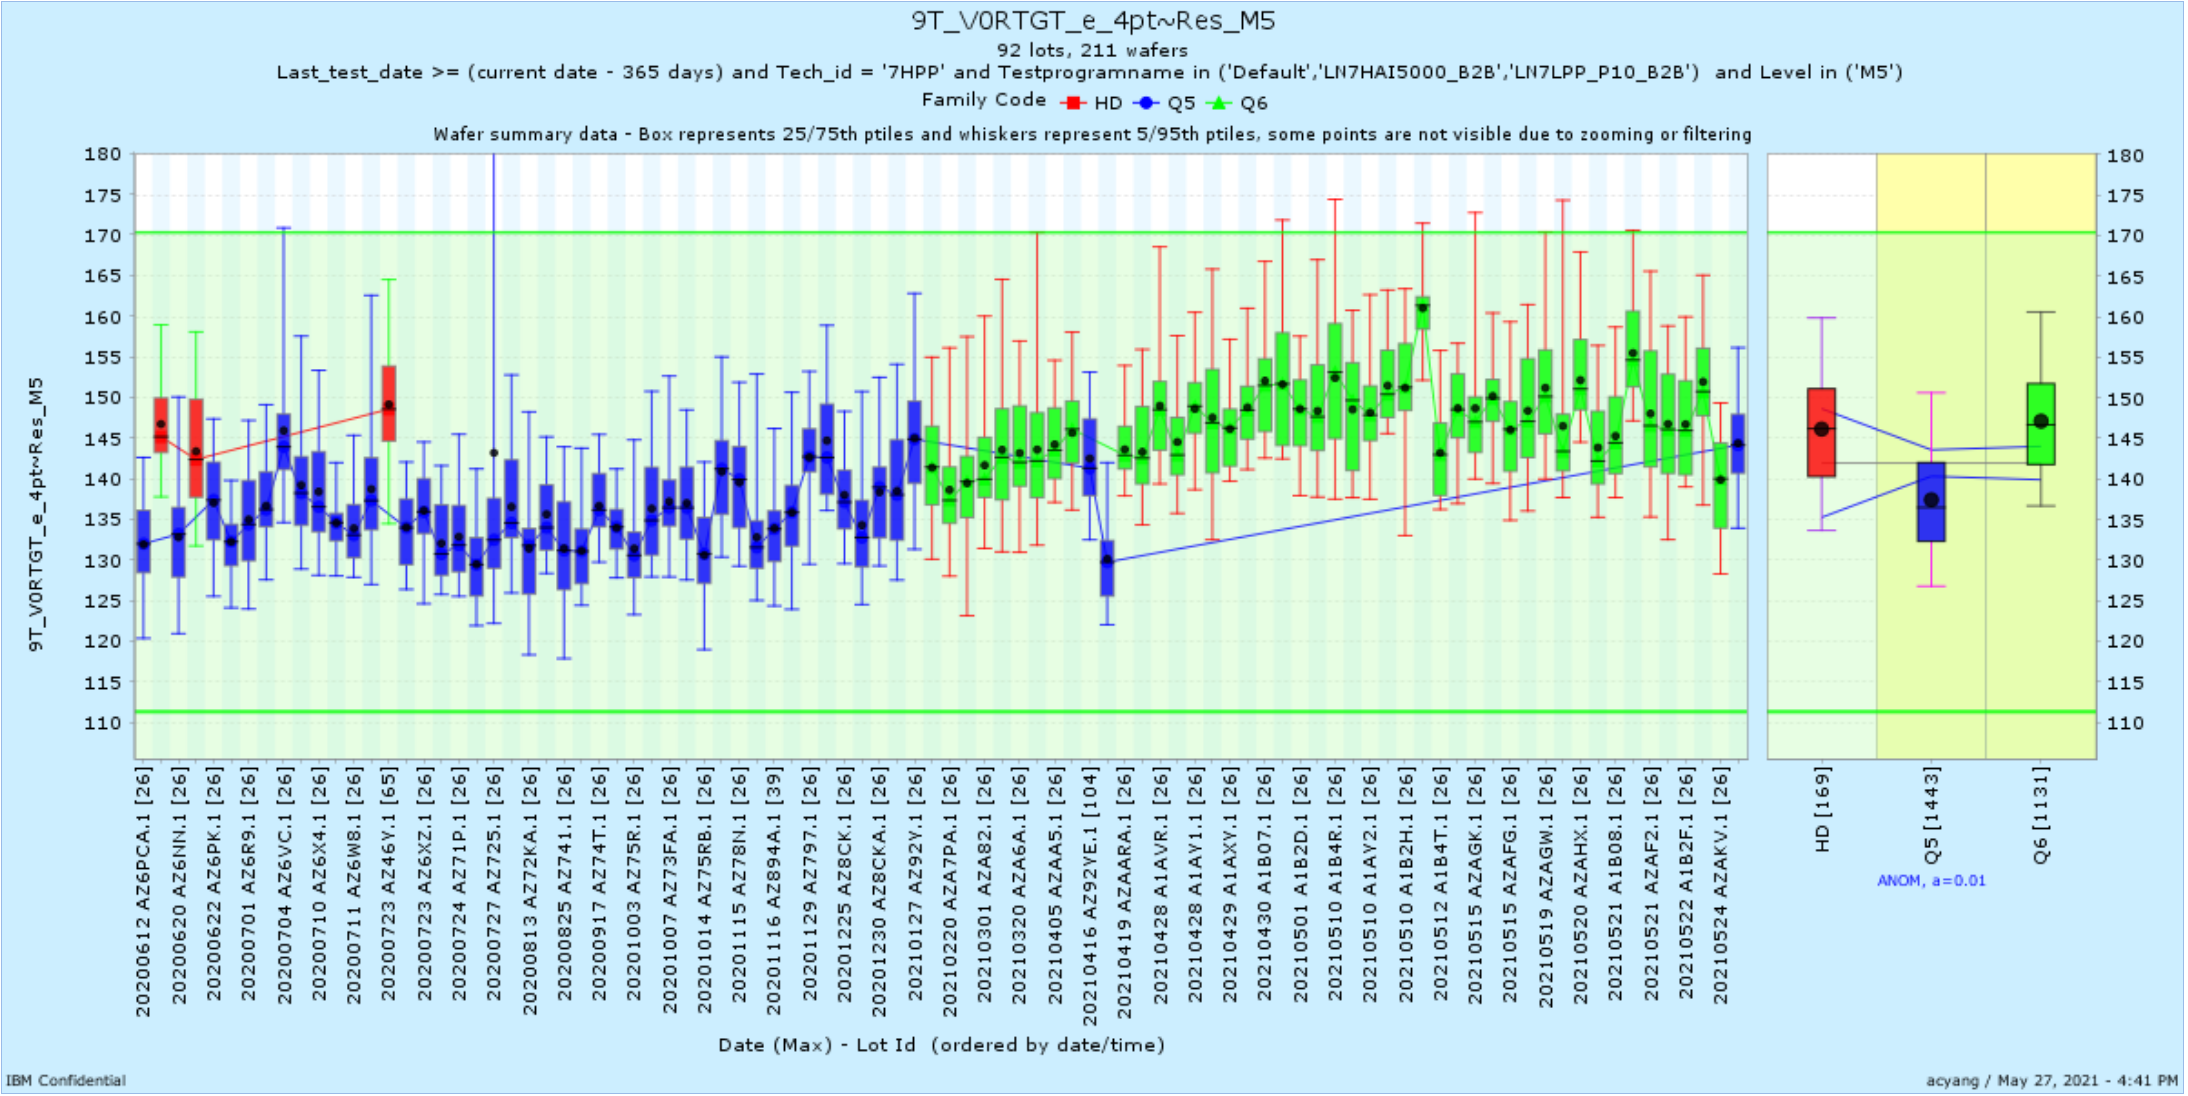 9T_V0RTGT_e_4pt~Res_M5
92 lots, 211 wafers
Last_test_date >= (current date - 365 days) and Tech_id = '7HPP' and Testprogramname in ('Default','LN7HAI5000_B2B','LN7LPP_P10_B2B') and Level in ('M5')
Family Code HD Q5 Q6
Wafer summary data - Box represents 25/75th ptiles and whiskers represent 5/95th ptiles, some points are not visible due to zooming or filtering
9T_V0RTGT_e_4pt~Res_M5
180
175
170
165
160
155
150
145
140
135
130
125
120
115
110
180
175
170
165
160
155
150
145
140
135
130
125
120
115
110
20200612 AZ6PCA.1 [26]
20200620 AZ6NN.1 [26]
20200622 AZ6PK.1 [26]
20200701 AZ6R9.1 [26]
20200704 AZ6VC.1 [26]
20200710 AZ6X4.1 [26]
20200711 AZ6W8.1 [26]
20200723 AZ46Y.1 [65]
20200723 AZ6XZ.1 [26]
20200724 AZ71P.1 [26]
20200727 AZ725.1 [26]
20200813 AZ72KA.1 [26]
20200825 AZ741.1 [26]
20200917 AZ74T.1 [26]
20201003 AZ75R.1 [26]
20201007 AZ73FA.1 [26]
20201014 AZ75RB.1 [26]
20201115 AZ78N.1 [26]
20201116 AZ894A.1 [39]
20201129 AZ797.1 [26]
20201225 AZ8CK.1 [26]
20201230 AZ8CKA.1 [26]
20210127 AZ92Y.1 [26]
20210220 AZA7PA.1 [26]
20210301 AZA82.1 [26]
20210320 AZA6A.1 [26]
20210405 AZAA5.1 [26]
20210416 AZ92YE.1 [104]
20210419 AZAARA.1 [26]
20210428 A1AVR.1 [26]
20210428 A1AY1.1 [26]
20210429 A1AXY.1 [26]
20210430 A1B07.1 [26]
20210501 A1B2D.1 [26]
20210510 A1B4R.1 [26]
20210510 A1AY2.1 [26]
20210510 A1B2H.1 [26]
20210512 A1B4T.1 [26]
20210515 AZAGK.1 [26]
20210515 AZAFG.1 [26]
20210519 AZAGW.1 [26]
20210520 AZAHX.1 [26]
20210521 A1B08.1 [26]
20210521 AZAF2.1 [26]
20210522 A1B2F.1 [26]
20210524 AZAKV.1 [26]
HD [169]
Q5 [1443]
Q6 [1131]
ANOM, a=0.01
Date (Max) - Lot Id (ordered by date/time)
IBM Confidential
acyang / May 27, 2021 - 4:41 PM